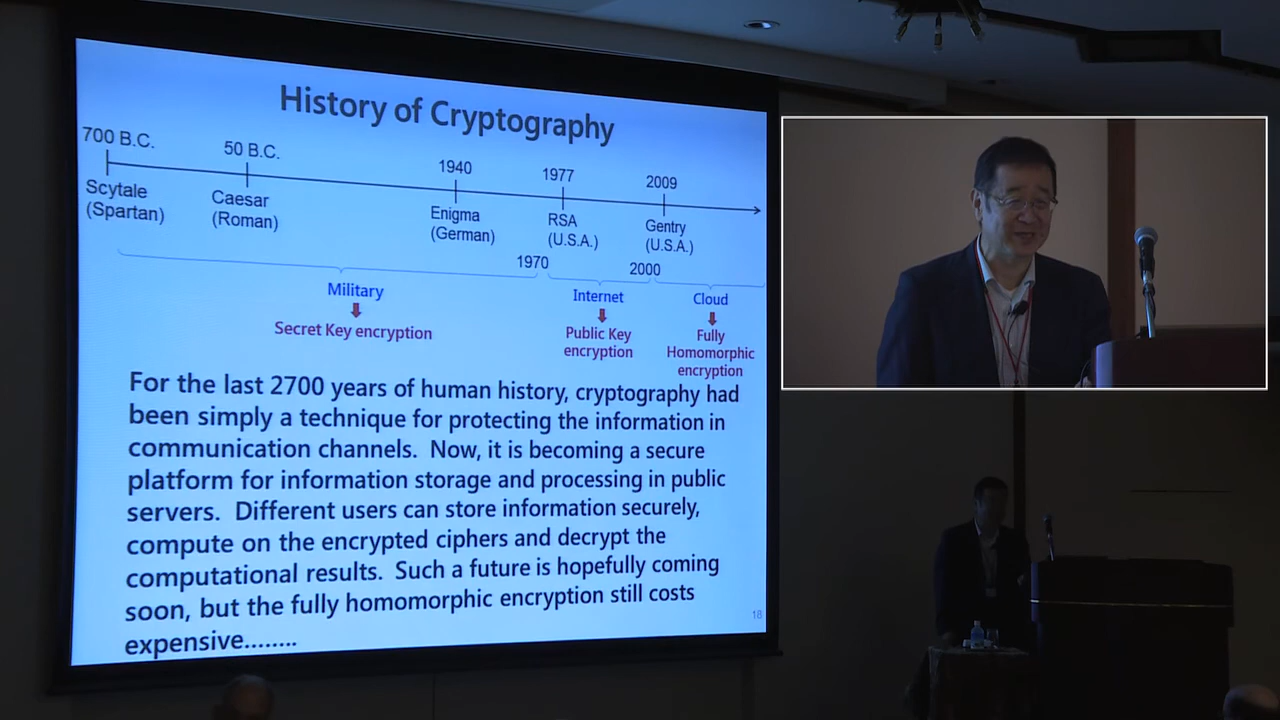 History of Cryptography
700 B.C.
50 B.C.
1940
1977
2009
Scytale
(Spartan)
Caesar
(Roman)
Enigma
(German)
RSA
(U.S.A.)
Gentry
(U.S.A.)
1970
2000
Military
Internet
Cloud
Secret Key encryption
Public Key
encryption
Fully
Homomorphic
encryption
For the last 2700 years of human history, cryptography had
been simply a technique for protecting the information in
communication channels. Now, it is becoming a secure
platform for information storage and processing in public
servers. Different users can store information securely,
compute on the encrypted ciphers and decrypt the
computational results. Such a future is hopefully coming
soon, but the fully homomorphic encryption still costs
expensive........
18